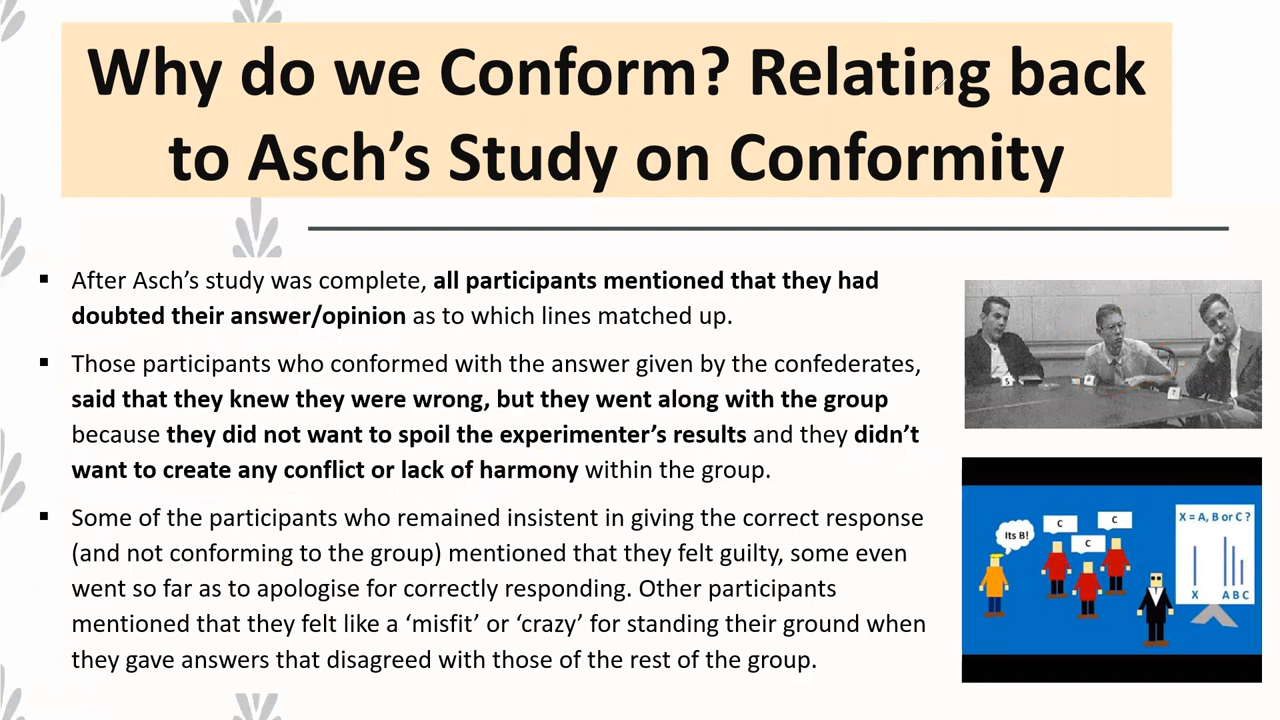 Why do we Conform? Relating back
to Asch’s Study on Conformity
▪ After Asch’s study was complete, all participants mentioned that they had
doubted their answer/opinion as to which lines matched up.
▪ Those participants who conformed with the answer given by the confederates,
said that they knew they were wrong, but they went along with the group
because they did not want to spoil the experimenter’s results and they didn’t
want to create any conflict or lack of harmony within the group.
▪ Some of the participants who remained insistent in giving the correct response
(and not conforming to the group) mentioned that they felt guilty, some even
went so far as to apologise for correctly responding. Other participants
mentioned that they felt like a ‘misfit’ or ‘crazy’ for standing their ground when
they gave answers that disagreed with those of the rest of the group.
Its B!
C
C
C
X = A, B or C ?
X A B C